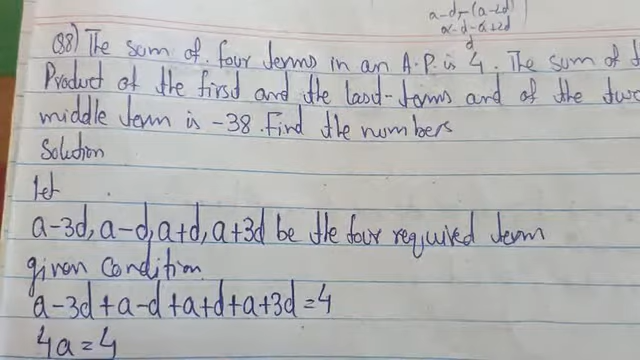 a-d-(a-2d)
a-d-a+2d
d
Q8) The sum of four terms in an A.P. is 4. The sum of
Product of the first and the last-terms and of the two
middle term is -38. Find the numbers
Solution
let
a-3d, a-d, a+d, a+3d be the four required term
given condition
a-3d+a-d+a+d+a+3d=4
4a=4